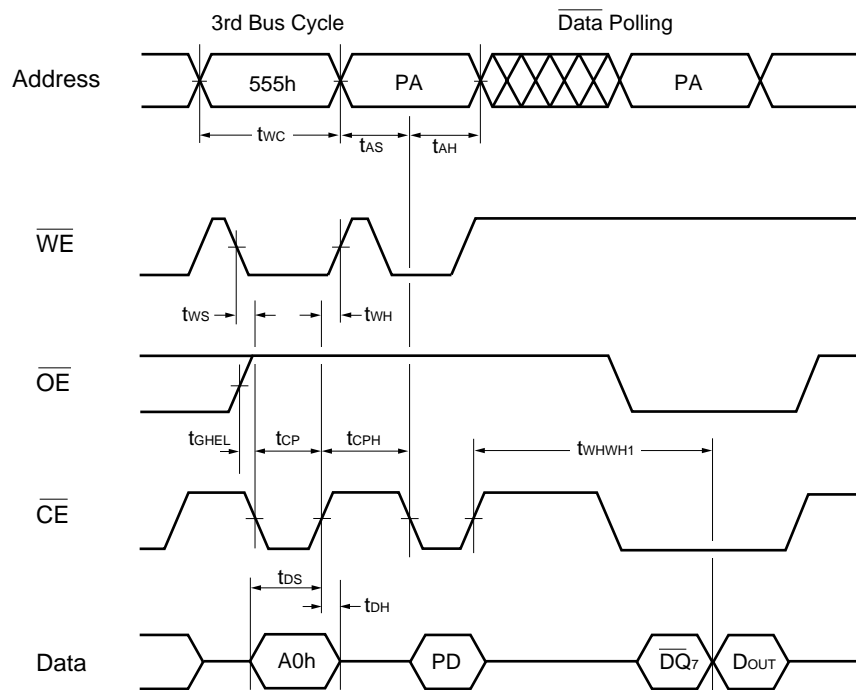 3rd Bus Cycle Data Polling
Address 555h PA PA
tWC tAS tAH
WE
tWS tWH
OE
tGHEL tCP tCPH tWHWH1
CE
tDS
tDH
Data A0h PD DQ7 DOUT